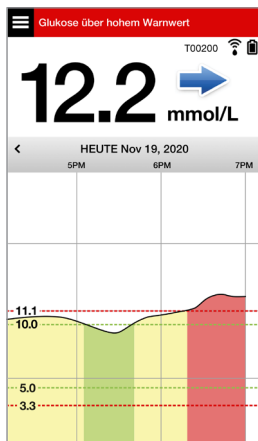 Glukose über hohem Warnwert
T00200
12.2
mmol/L
HEUTE Nov 19, 2020
5PM 6PM 7PM
11.1
10.0
5.0
3.3